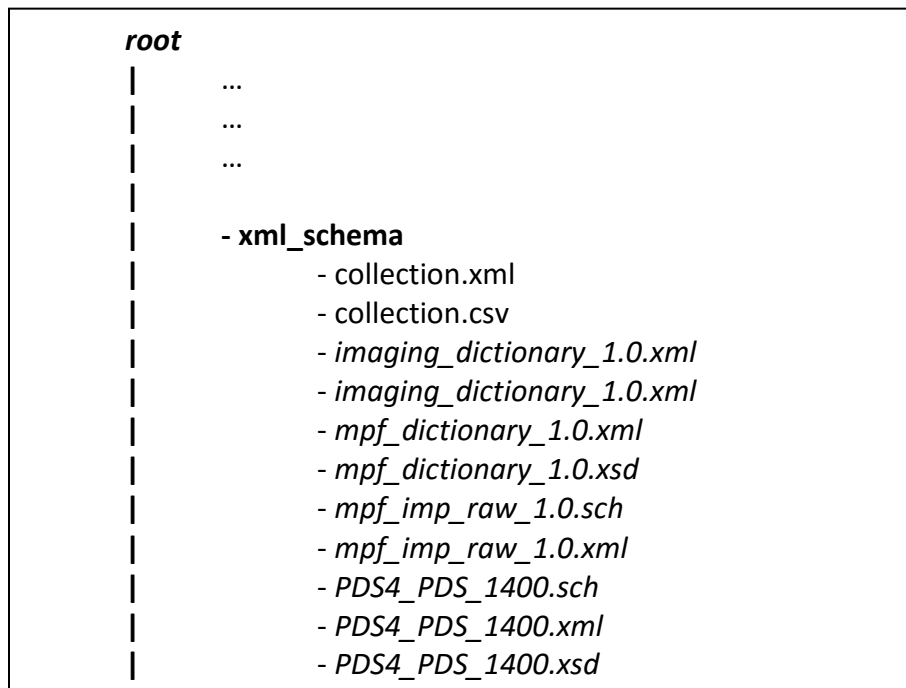 root
| ...
| ...
| ...
|
| - xml_schema
| - collection.xml
| - collection.csv
| - imaging_dictionary_1.0.xml
| - imaging_dictionary_1.0.xml
| - mpf_dictionary_1.0.xml
| - mpf_dictionary_1.0.xsd
| - mpf_imp_raw_1.0.sch
| - mpf_imp_raw_1.0.xml
| - PDS4_PDS_1400.sch
| - PDS4_PDS_1400.xml
| - PDS4_PDS_1400.xsd